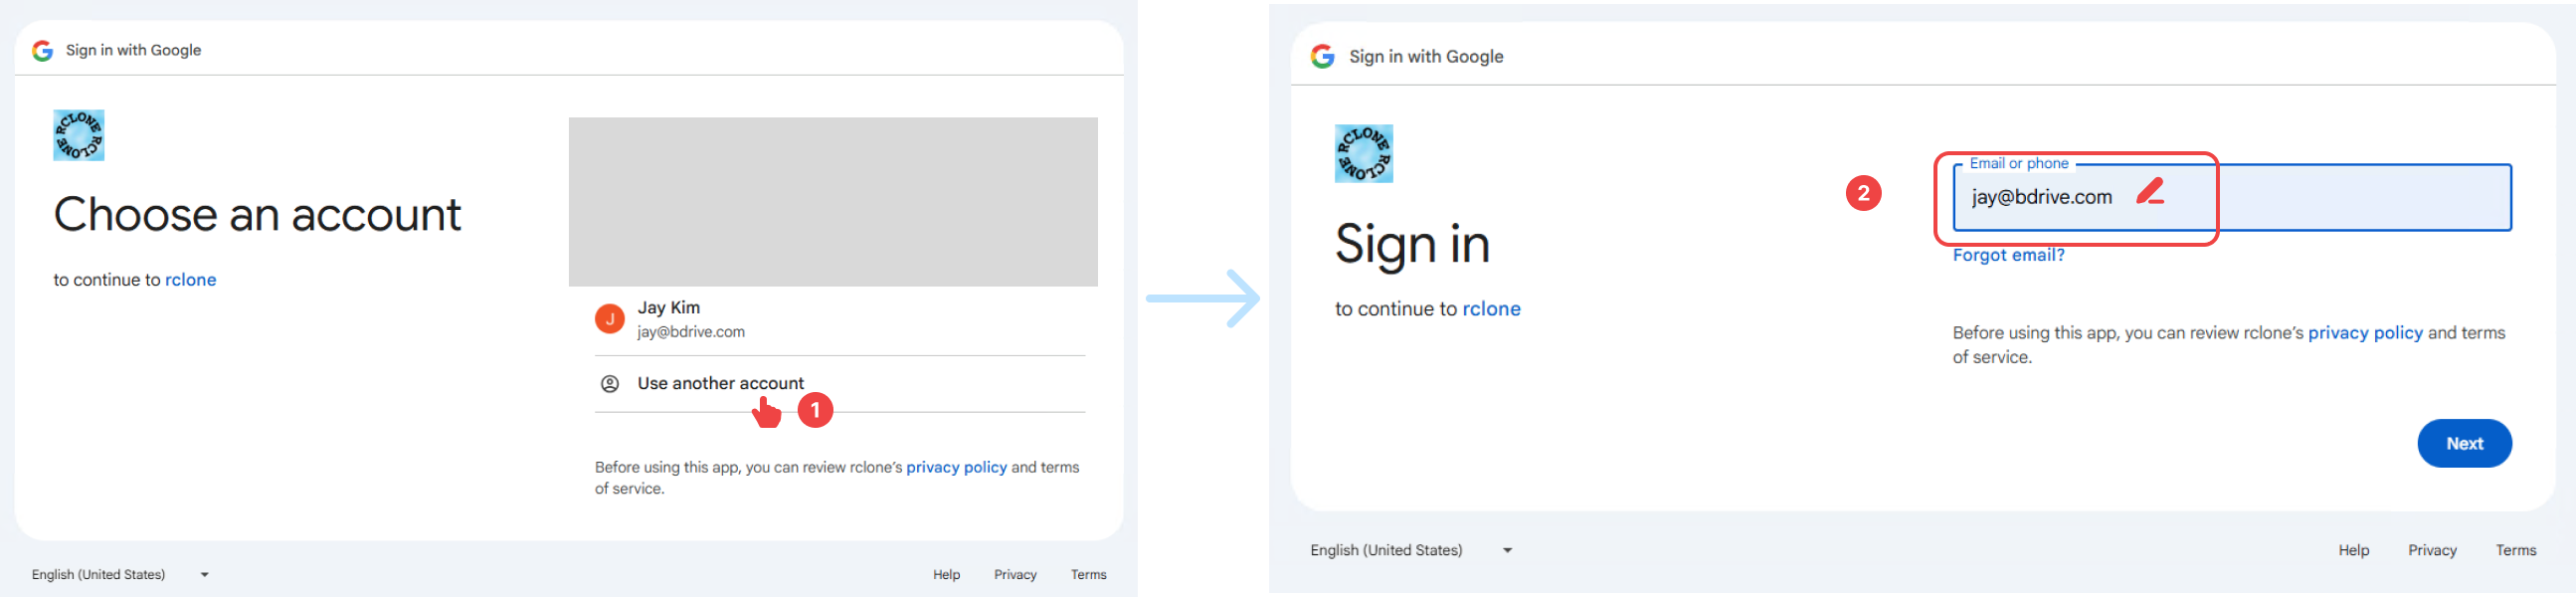 Sign in with Google
RCLONE RCLONE
Choose an account
to continue to rclone
J
Jay Kim
jay@bdrive.com
Use another account
1
Before using this app, you can review rclone’s privacy policy and terms
of service.
English (United States)
Help Privacy Terms
Sign in with Google
RCLONE RCLONE
Sign in
to continue to rclone
2
Email or phone
jay@bdrive.com
Forgot email?
Before using this app, you can review rclone’s privacy policy and terms
of service.
Next
English (United States)
Help Privacy Terms